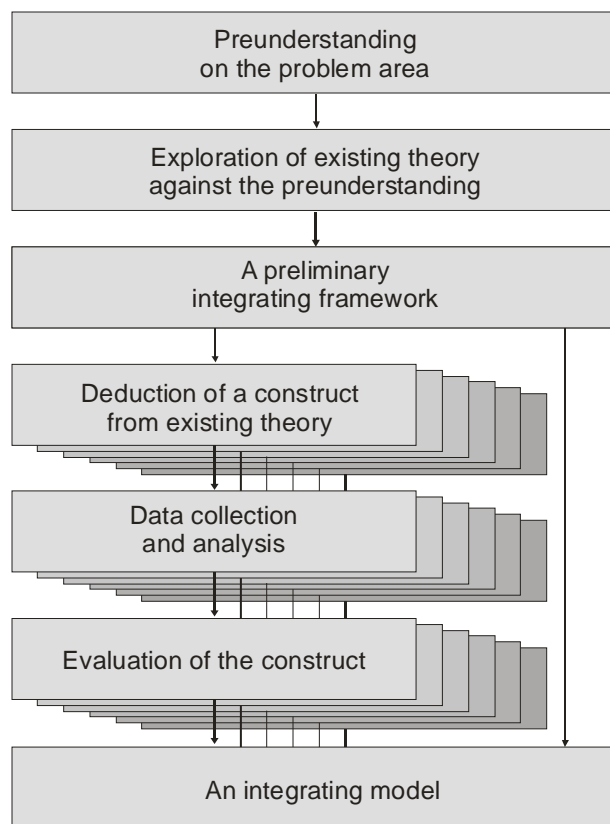 Preunderstanding
on the problem area
Exploration of existing theory
against the preunderstanding
A preliminary
integrating framework
Deduction of a construct
from existing theory
Data collection
and analysis
Evaluation of the construct
An integrating model